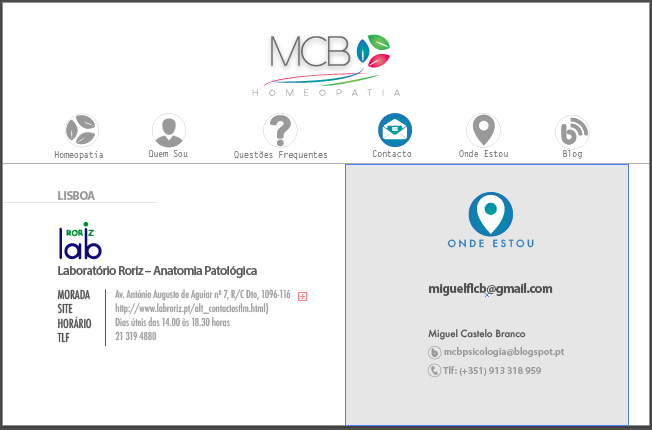 MCB
HOMEOPATIA
Homeopatia
Quem Sou
Questões Frequentes
Contacto
Onde Estou
Blog
LISBOA
RORIZ
lab
Laboratório Roriz – Anatomia Patológica
MORADA Av. António Augusto de Aguiar nº 7, R/C Dto, 1096-116
SITE http://www.labroriz.pt/alt_contactostlm.html)
HORÁRIO Dias úteis das 14.00 às 18.30 horas
TLF 21 319 4880
ONDE ESTOU
miguelflcb@gmail.com
Miguel Castelo Branco
mcbpsicologia@blogspot.pt
Tlf: (+351) 913 318 959